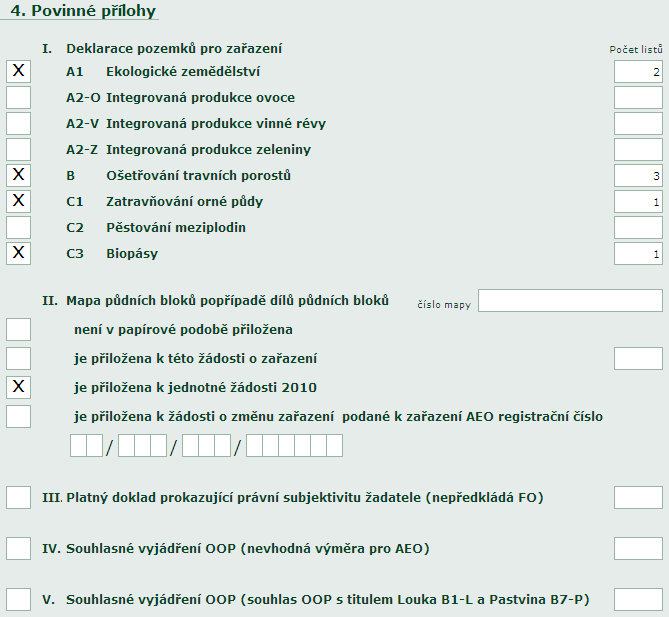 4. Povinné přílohy
I. Deklarace pozemků pro zařazení Počet listů
X A1 Ekologické zemědělství 2
A2-O Integrovaná produkce ovoce
A2-V Integrovaná produkce vinné révy
A2-Z Integrovaná produkce zeleniny
X B Ošetřování travních porostů 3
X C1 Zatravňování orné půdy 1
C2 Pěstování meziplodin
X C3 Biopásy 1
II. Mapa půdních bloků popřípadě dílů půdních bloků číslo mapy
není v papírové podobě přiložena
je přiložena k této žádosti o zařazení
X je přiložena k jednotné žádosti 2010
je přiložena k žádosti o změnu zařazení podané k zařazení AEO registrační číslo
/ / /
III. Platný doklad prokazující právní subjektivitu žadatele (nepředkládá FO)
IV. Souhlasné vyjádření OOP (nevhodná výměra pro AEO)
V. Souhlasné vyjádření OOP (souhlas OOP s titulem Louka B1-L a Pastvina B7-P)